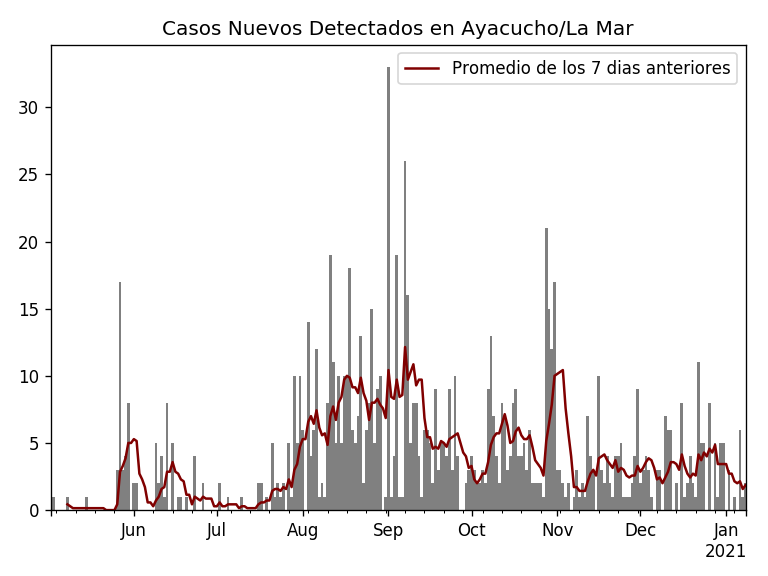 Casos Nuevos Detectados en Ayacucho/La Mar
Promedio de los 7 dias anteriores
30
25
20
15
10
5
0
Jun Jul Aug Sep Oct Nov Dec Jan
2021